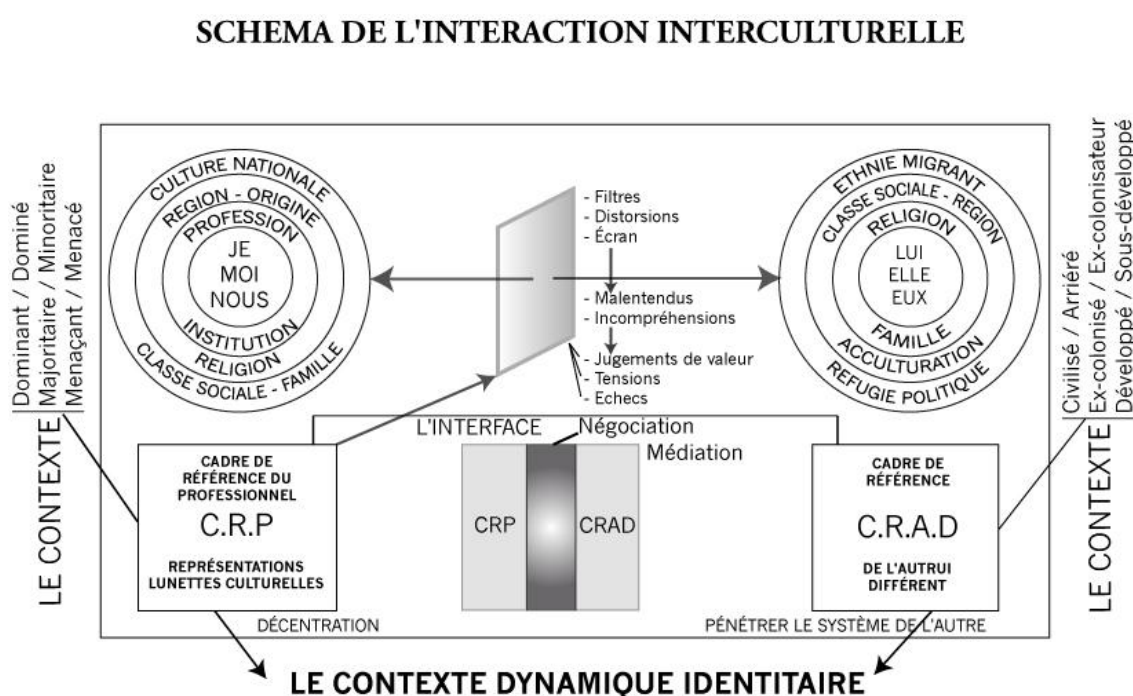 SCHEMA DE L'INTERACTION INTERCULTURELLE
LE CONTEXTE
Dominant / Dominé
Majoritaire / Minoritaire
Menaçant / Menacé
CULTURE NATIONALE
REGION - ORIGINE
PROFESSION
JE
MOI
NOUS
INSTITUTION
RELIGION
CLASSE SOCIALE - FAMILLE
- Filtres
- Distorsions
- Écran
- Malentendus
- Incompréhensions
- Jugements de valeur
- Tensions
- Echecs
ETHNIE MIGRANT
CLASSE SOCIALE - REGION
RELIGION
LUI
ELLE
EUX
FAMILLE
ACCULTURATION
REFUGIE POLITIQUE
LE CONTEXTE
Civilisé / Arriéré
Ex-colonisé / Ex-colonisateur
Développé / Sous-développé
CADRE DE
RÉFÉRENCE DU
PROFESSIONNEL
C.R.P
REPRÉSENTATIONS
LUNETTES CULTURELLES
L'INTERFACE
Négociation
Médiation
CRP
CRAD
CADRE DE
RÉFÉRENCE
C.R.A.D
DE L'AUTRUI
DIFFÉRENT
DÉCENTRATION
PÉNÉTRER LE SYSTÈME DE L'AUTRE
LE CONTEXTE DYNAMIQUE IDENTITAIRE